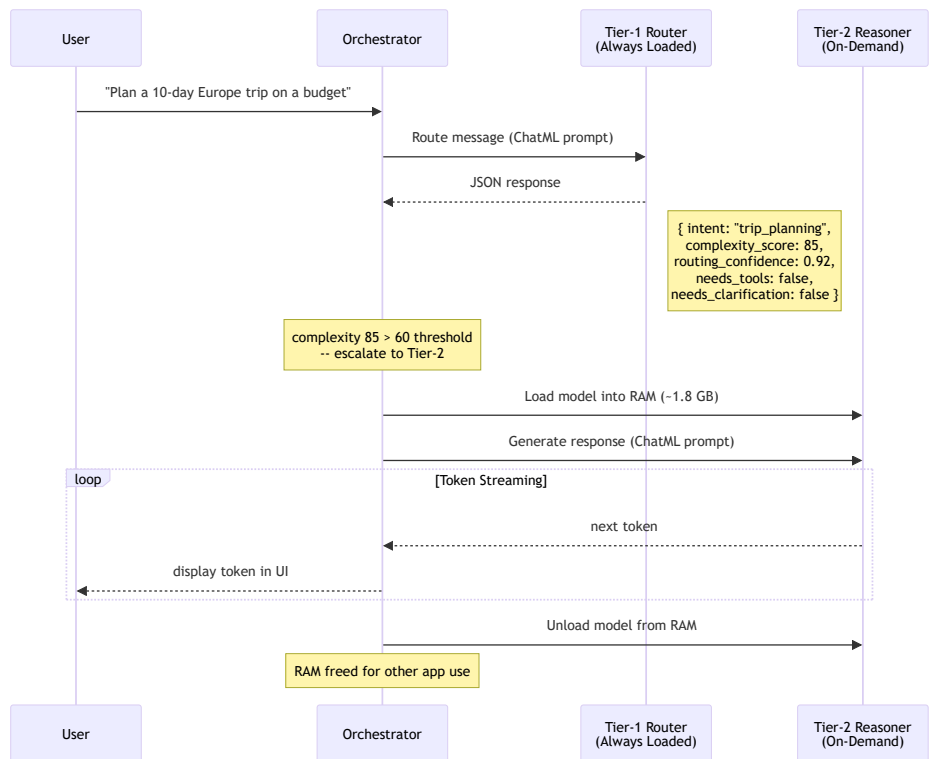 User
Orchestrator
Tier-1 Router
(Always Loaded)
Tier-2 Reasoner
(On-Demand)
"Plan a 10-day Europe trip on a budget"
Route message (ChatML prompt)
JSON response
{ intent: "trip_planning",
complexity_score: 85,
routing_confidence: 0.92,
needs_tools: false,
needs_clarification: false }
complexity 85 > 60 threshold
-- escalate to Tier-2
Load model into RAM (~1.8 GB)
Generate response (ChatML prompt)
loop
[Token Streaming]
next token
display token in UI
Unload model from RAM
RAM freed for other app use
User
Orchestrator
Tier-1 Router
(Always Loaded)
Tier-2 Reasoner
(On-Demand)